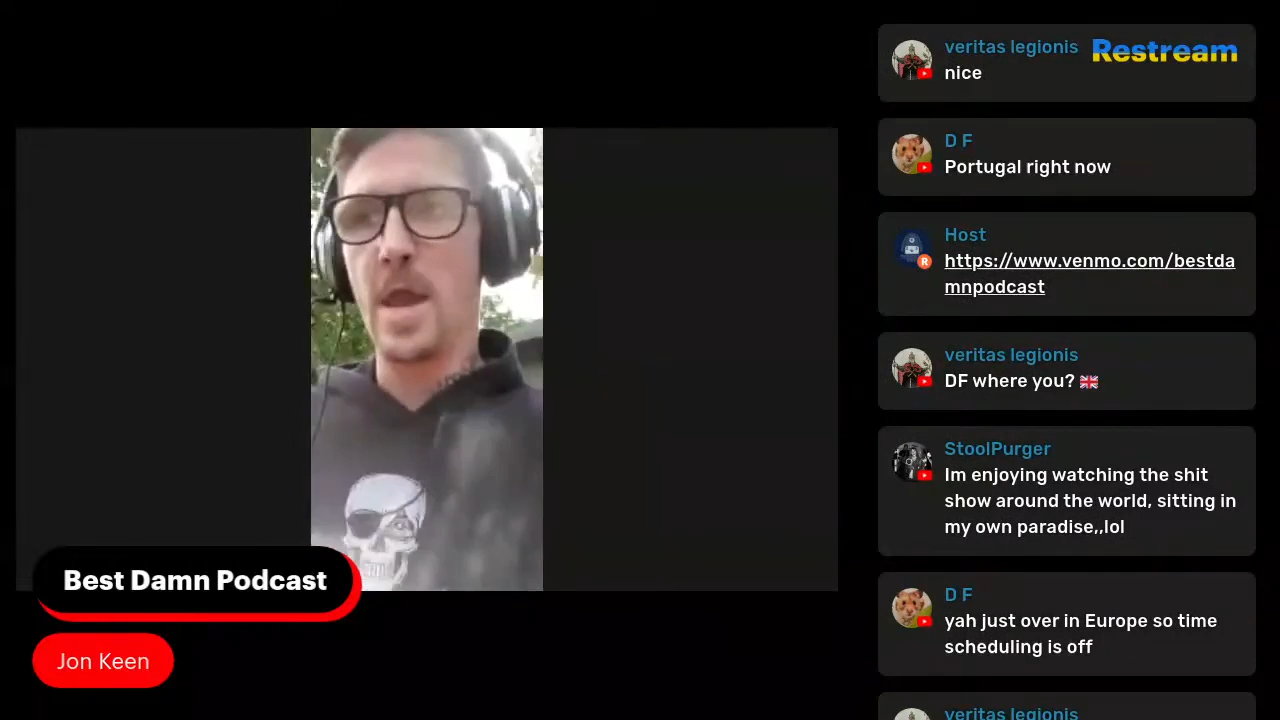 Restream
veritas legionis
nice
D F
Portugal right now
Host
https://www.venmo.com/bestda
mnpodcast
veritas legionis
DF where you? 🇬🇧
StoolPurger
Im enjoying watching the shit
show around the world, sitting in
my own paradise,,lol
D F
yah just over in Europe so time
scheduling is off
veritas legionis
Best Damn Podcast
Jon Keen